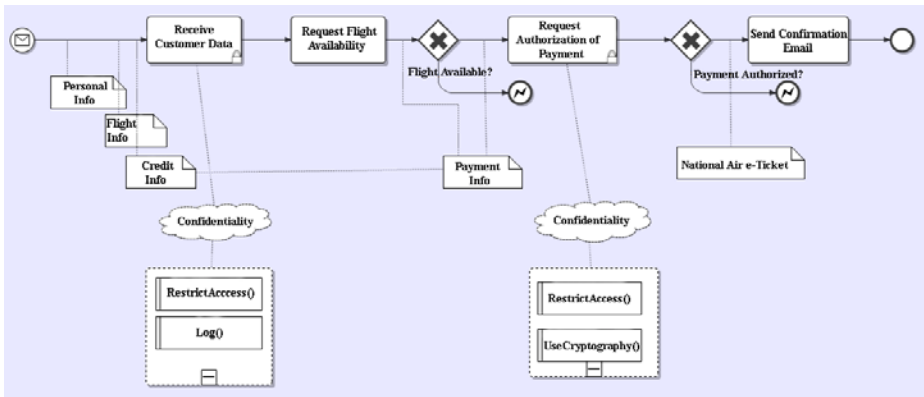 Receive
Customer Data
Request Flight
Availability
Request
Authorization of
Payment
Send Confirmation
Email
Flight Available?
Payment Authorized?
Personal
Info
Flight
Info
Credit
Info
Payment
Info
National Air e-Ticket
Confidentiality
Confidentiality
RestrictAcccess()
Log()
RestrictAccess()
UseCryptography()